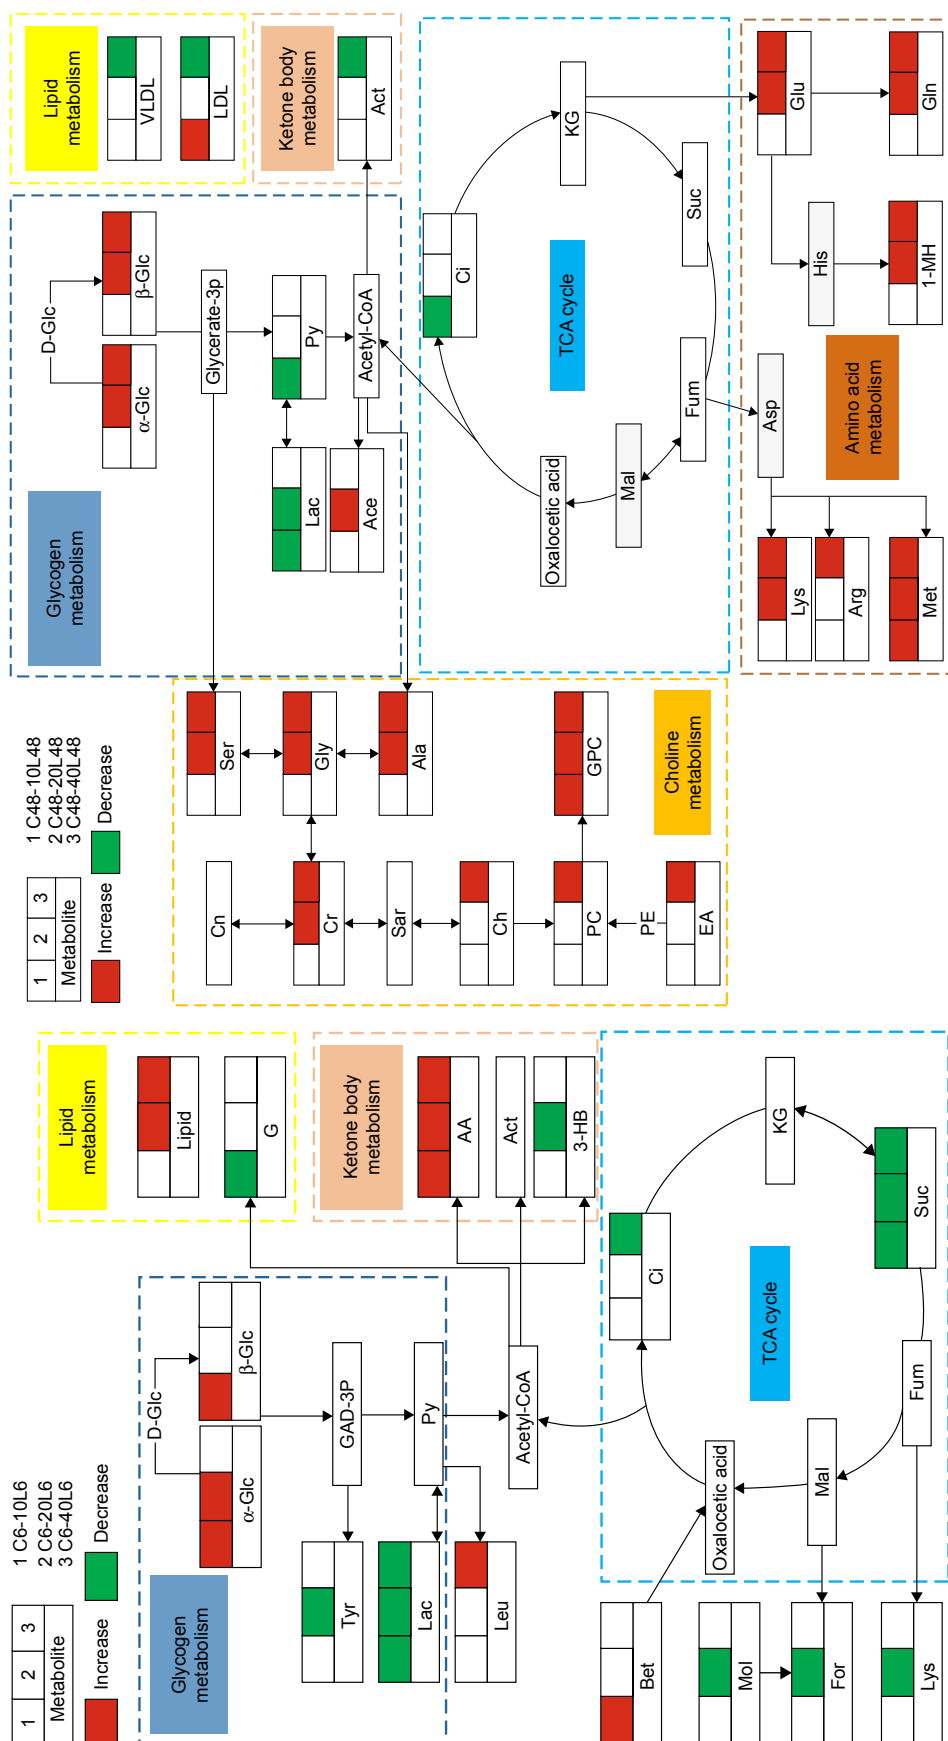 1 2 3
Metabolite
1 C6-10L6
2 C6-20L6
3 C6-40L6
Increase
Decrease
Glycogen
metabolism
D-Glc
α-Glc
β-Glc
GAD-3P
Tyr
Py
Lac
Leu
Acetyl-CoA
Lipid
metabolism
Lipid
G
Ketone body
metabolism
AA
Act
3-HB
TCA cycle
Ci
KG
Suc
Fum
Mal
Oxalocetic acid
Bet
Mol
For
Lys
1 2 3
Metabolite
1 C48-10L48
2 C48-20L48
3 C48-40L48
Increase
Decrease
Cn
Cr
Sar
Ch
PC
PE
EA
Ser
Gly
Ala
GPC
Choline
metabolism
Glycogen
metabolism
D-Glc
α-Glc
β-Glc
Glycerate-3p
Py
Lac
Acetyl-CoA
Ace
Lipid
metabolism
VLDL
LDL
Ketone body
metabolism
Act
TCA cycle
Ci
KG
Suc
Fum
Mal
Oxalocetic acid
Asp
Lys
Arg
Met
Amino acid
metabolism
His
1-MH
Glu
Gln